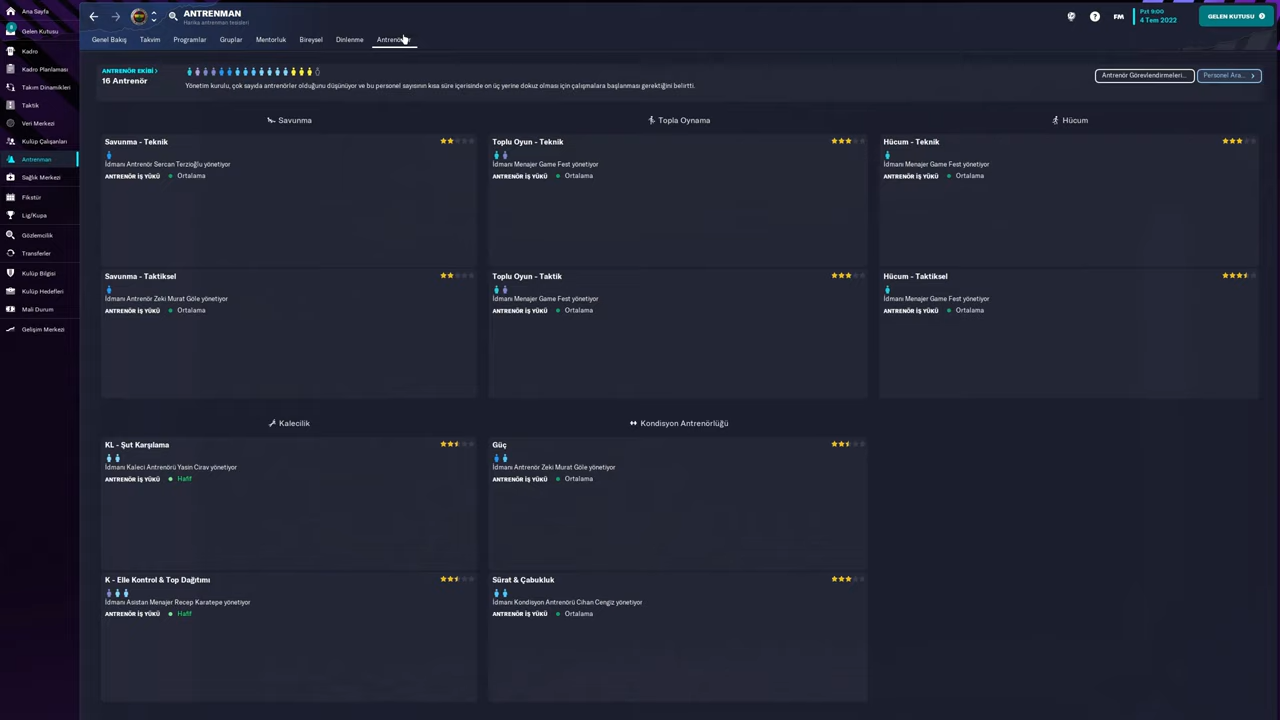 Ana Sayfa
Gelen Kutusu
Kadro
Kadro Planlaması
Takım Dinamikleri
Taktik
Veri Merkezi
Kulüp Çalışanları
Antrenman
Sağlık Merkezi
Fikstür
Lig/Kupa
Gözlemcilik
Transferler
Kulüp Bilgisi
Kulüp Hedefleri
Mali Durum
Gelişim Merkezi
ANTRENMAN
Harika antrenman tesisleri
FM
Pzt 9:00
4 Tem 2022
GELEN KUTUSU
Genel Bakış Takvim Programlar Gruplar Mentorluk Bireysel Dinlenme
ANTRENÖR EKİBİ >
16 Antrenör
Yönetim kurulu, çok sayıda antrenörler olduğunu düşünüyor ve bu personel sayısının kısa süre içerisinde on üç yerine dokuz olması için çalışmalara başlanması gerektiğini belirtti.
Antrenör Görevlendirmeleri...
Personel Ara... >
Savunma
Topla Oynama
Hücum
Savunma - Teknik
İdmanı Antrenör Sercan Terzioğlu yönetiyor
ANTRENÖR İŞ YÜKÜ Ortalama
Toplu Oyun - Teknik
İdmanı Menajer Game Fest yönetiyor
ANTRENÖR İŞ YÜKÜ Ortalama
Hücum - Teknik
İdmanı Menajer Game Fest yönetiyor
ANTRENÖR İŞ YÜKÜ Ortalama
Savunma - Taktiksel
İdmanı Antrenör Zeki Murat Göle yönetiyor
ANTRENÖR İŞ YÜKÜ Ortalama
Toplu Oyun - Taktik
İdmanı Menajer Game Fest yönetiyor
ANTRENÖR İŞ YÜKÜ Ortalama
Hücum - Taktiksel
İdmanı Menajer Game Fest yönetiyor
ANTRENÖR İŞ YÜKÜ Ortalama
Kalecilik
Kondisyon Antrenörlüğü
KL - Şut Karşılama
İdmanı Kaleci Antrenörü Yasin Cirav yönetiyor
ANTRENÖR İŞ YÜKÜ Hafif
Güç
İdmanı Antrenör Zeki Murat Göle yönetiyor
ANTRENÖR İŞ YÜKÜ Ortalama
K - Elle Kontrol & Top Dağıtımı
İdmanı Asistan Menajer Recep Karatepe yönetiyor
ANTRENÖR İŞ YÜKÜ Hafif
Sürat & Çabukluk
İdmanı Kondisyon Antrenörü Cihan Cengiz yönetiyor
ANTRENÖR İŞ YÜKÜ Ortalama